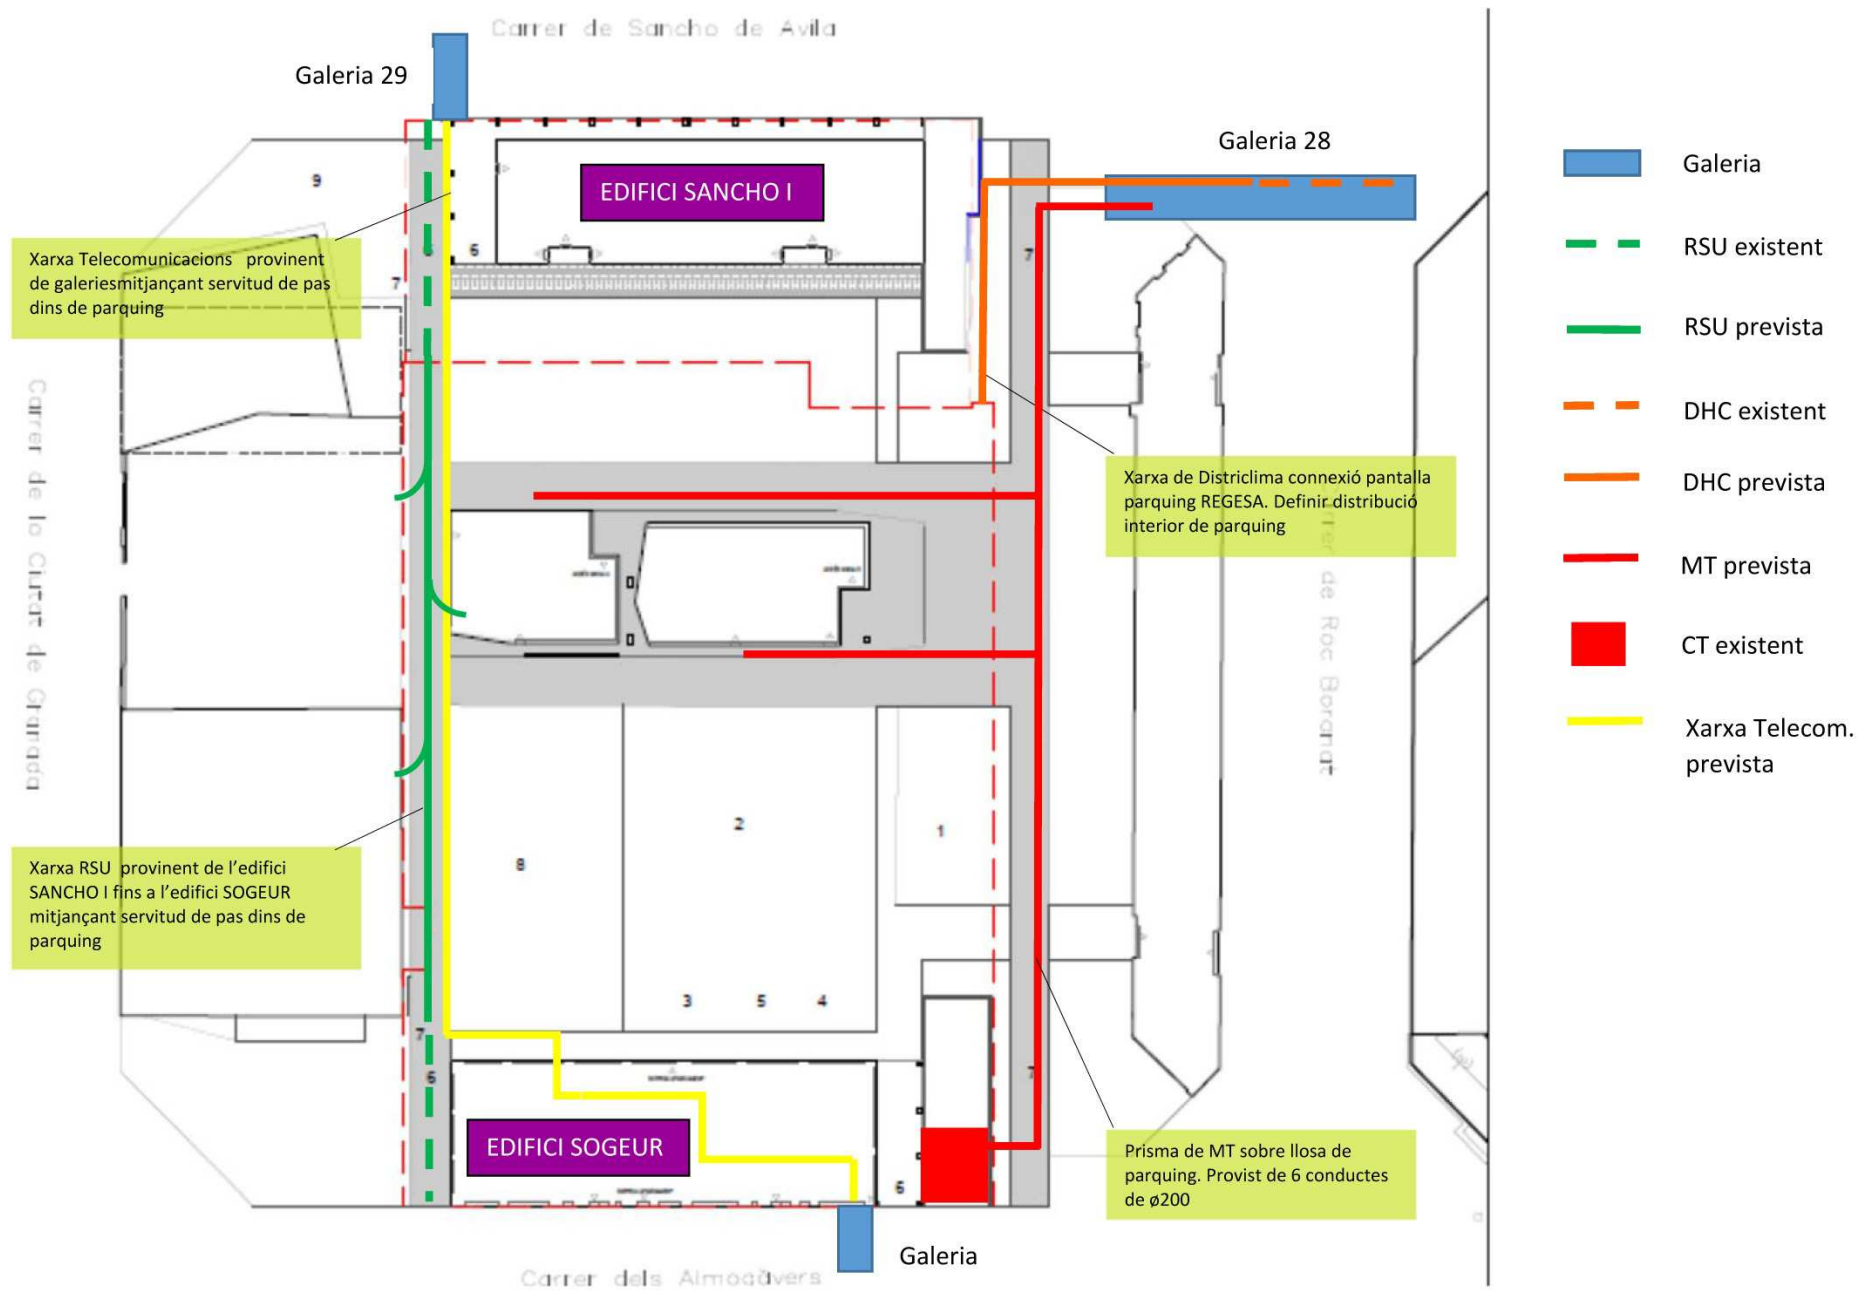 Carrer de Sancho de Avila
Galeria 29
Galeria 28
EDIFICI SANCHO I
9
6
7
7
Xarxa Telecomunicacions provinent
de galeriesmitjançant servitud de pas
dins de parquing
Galeria
RSU existent
RSU prevista
DHC existent
DHC prevista
MT prevista
CT existent
Xarxa Telecom.
prevista
Carrer de la Ciutat de Granada
Xarxa de Districlima connexió pantalla
parquing REGESA. Definir distribució
interior de parquing
Carrer de Roc Boronat
Xarxa RSU provinent de l'edifici
SANCHO I fins a l'edifici SOGEUR
mitjançant servitud de pas dins de
parquing
8
2
1
3
5
4
7
6
7
EDIFICI SOGEUR
6
Prisma de MT sobre llosa de
parquing. Provist de 6 conductes
de ø200
Galeria
Carrer dels Almogàvers